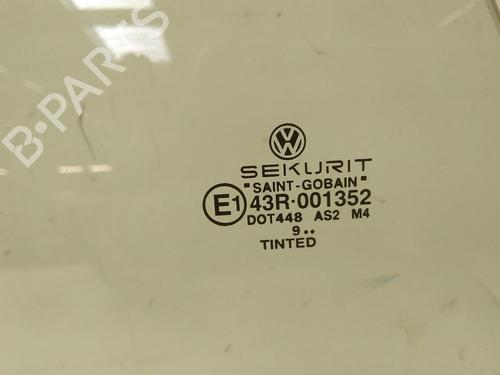 B-PARTS
VW
SEKURIT
"SAINT-GOBAIN"
E1 43R-001352
DOT448 AS2 M4
9..
TINTED